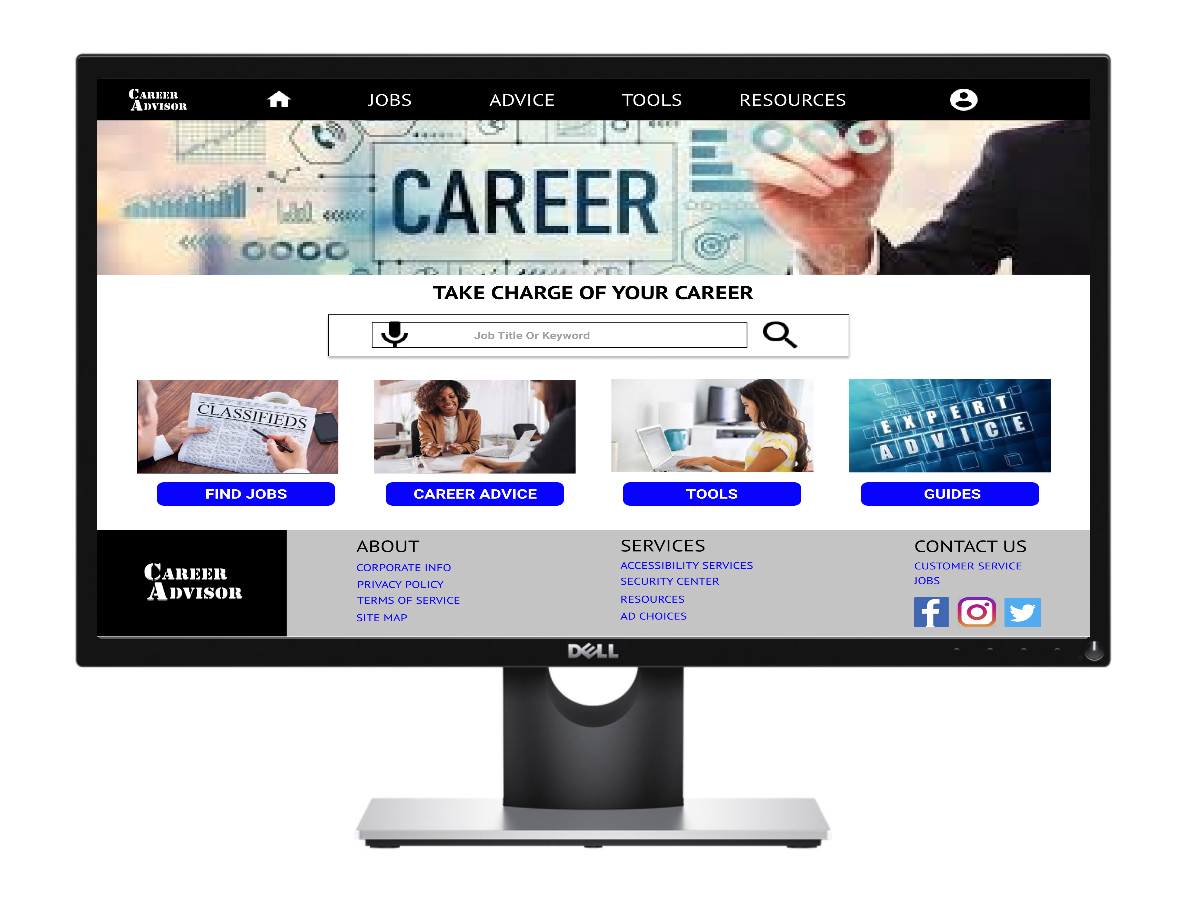 CAREER
ADVISOR
JOBS
ADVICE
TOOLS
RESOURCES
CAREER
TAKE CHARGE OF YOUR CAREER
Job Title Or Keyword
CLASSIFIEDS
EXPERT
ADVICE
FIND JOBS
CAREER ADVICE
TOOLS
GUIDES
CAREER
ADVISOR
ABOUT
CORPORATE INFO
PRIVACY POLICY
TERMS OF SERVICE
SITE MAP
SERVICES
ACCESSIBILITY SERVICES
SECURITY CENTER
RESOURCES
AD CHOICES
CONTACT US
CUSTOMER SERVICE
JOBS
DELL